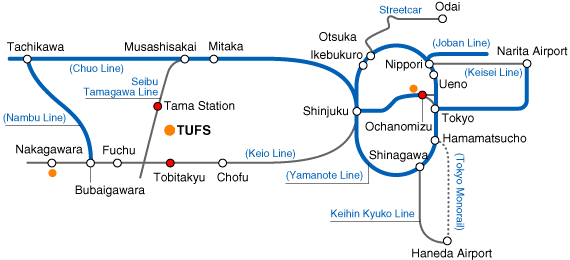 Odai
Streetcar
Otsuka
Tachikawa
Musashisakai
Mitaka
Ikebukuro
(Joban Line)
Nippori
Narita Airport
(Chuo Line)
Seibu
Tamagawa Line
Ueno
(Keisei Line)
Tama Station
(Nambu Line)
Shinjuku
Tokyo
TUFS
Ochanomizu
Hamamatsucho
Nakagawara
Fuchu
(Keio Line)
Shinagawa
Bubaigawara
Tobitakyu
Chofu
(Yamanote Line)
(Tokyo Monorail)
Keihin Kyuko Line
Haneda Airport